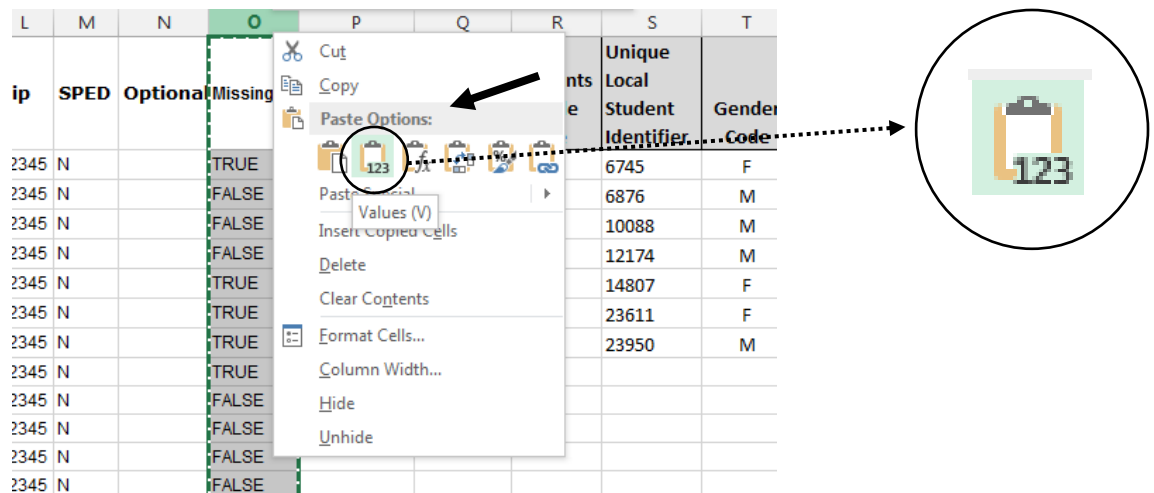 L M N O P Q R S T
ip SPED Optional Missing nts e Unique Local Student Identifier Gender Code
2345 N TRUE 6745 F
2345 N FALSE 6876 M
2345 N FALSE 10088 M
2345 N FALSE 12174 M
2345 N TRUE 14807 F
2345 N TRUE 23611 F
2345 N TRUE 23950 M
2345 N TRUE
2345 N FALSE
2345 N FALSE
2345 N FALSE
2345 N FALSE
Cut
Copy
Paste Options:
123 fx %
Paste Special
Values (V)
Insert Copied Cells
Delete
Clear Contents
Format Cells...
Column Width...
Hide
Unhide
123